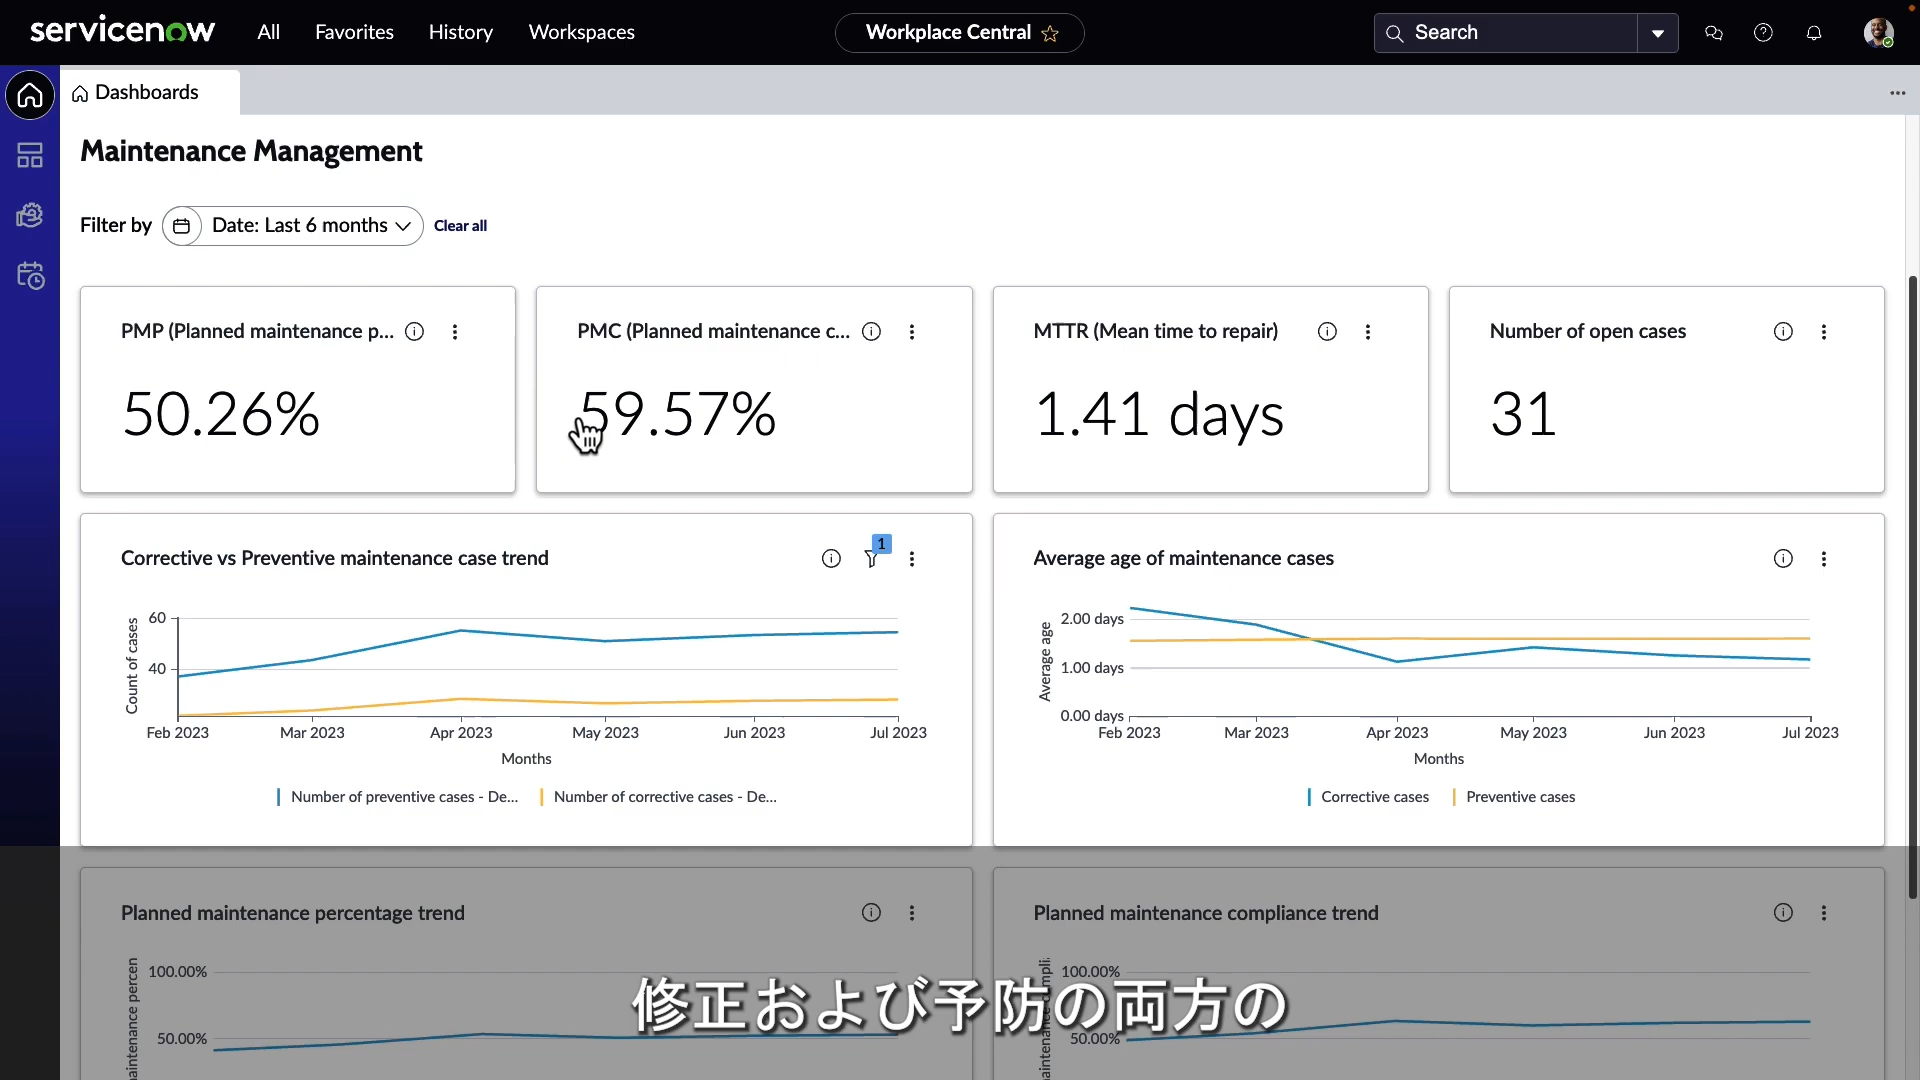 servicenow
All
Favorites
History
Workspaces
Workplace Central
Search
Dashboards
Maintenance Management
Filter by
Date: Last 6 months
Clear all
PMP (Planned maintenance p...
50.26%
PMC (Planned maintenance c...
59.57%
MTTR (Mean time to repair)
1.41 days
Number of open cases
31
Corrective vs Preventive maintenance case trend
1
Count of cases
60
40
Feb 2023
Mar 2023
Apr 2023
May 2023
Jun 2023
Jul 2023
Months
Number of preventive cases - De...
Number of corrective cases - De...
Average age of maintenance cases
Average age
2.00 days
1.00 days
0.00 days
Feb 2023
Mar 2023
Apr 2023
May 2023
Jun 2023
Jul 2023
Months
Corrective cases
Preventive cases
Planned maintenance percentage trend
100.00%
50.00%
Planned maintenance compliance trend
100.00%
50.00%
修正および予防の両方の